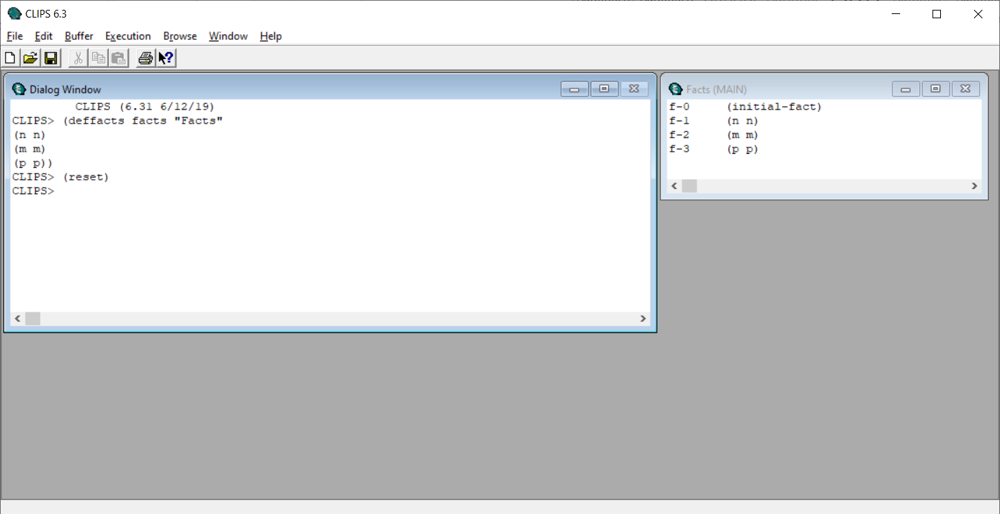 CLIPS 6.3
File Edit Buffer Execution Browse Window Help
Dialog Window
CLIPS (6.31 6/12/19)
CLIPS> (deffacts facts "Facts"
(n n)
(m m)
(p p))
CLIPS> (reset)
CLIPS>
Facts (MAIN)
f-0 (initial-fact)
f-1 (n n)
f-2 (m m)
f-3 (p p)